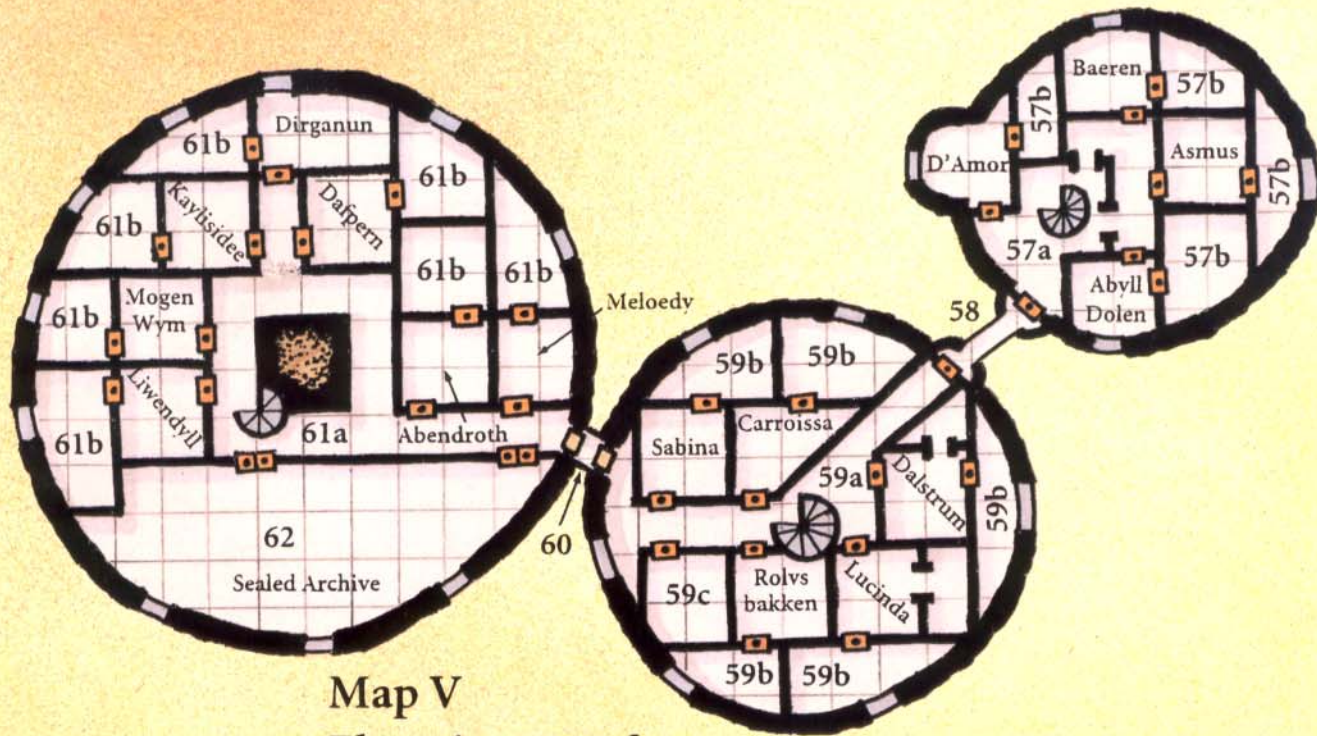 61b
Dirganun
61b
Kaylisidee
Dafpern
61b
61b
61b
Mogen
Wym
61b
Meloedy
Liwendyll
61b
61a
Abendroth
62
Sealed Archive
60
Baeren
57b
57b
D'Amor
Asmus
57b
57a
57b
Abyll
Dolen
58
59b
59b
Sabina
Carroissa
59a
Dalstrum
59b
59c
Rolvs
bakken
Lucinda
59b
59b
Map V